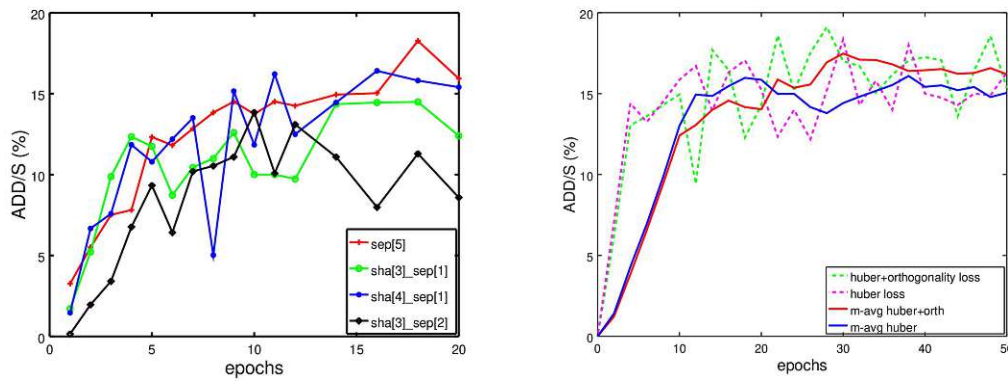 20
15
10
5
0
ADD/S (%)
0 5 10 15 20
epochs
sep[5]
sha[3]_sep[1]
sha[4]_sep[1]
sha[3]_sep[2]
20
15
10
5
0
ADD/S (%)
0 10 20 30 40 50
epochs
huber+orthogonality loss
huber loss
m-avg huber+orth
m-avg huber